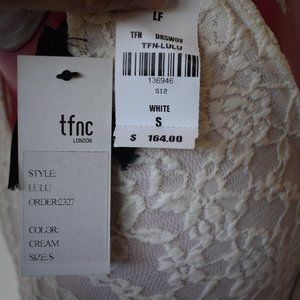 LF
TFN DRSWOV
TFN-LULU
136946
S12
WHITE
S
$ 164.00
tfnc
LONDON
STYLE:
LULU
ORDER:2327
COLOR:
CREAM
SIZE:S